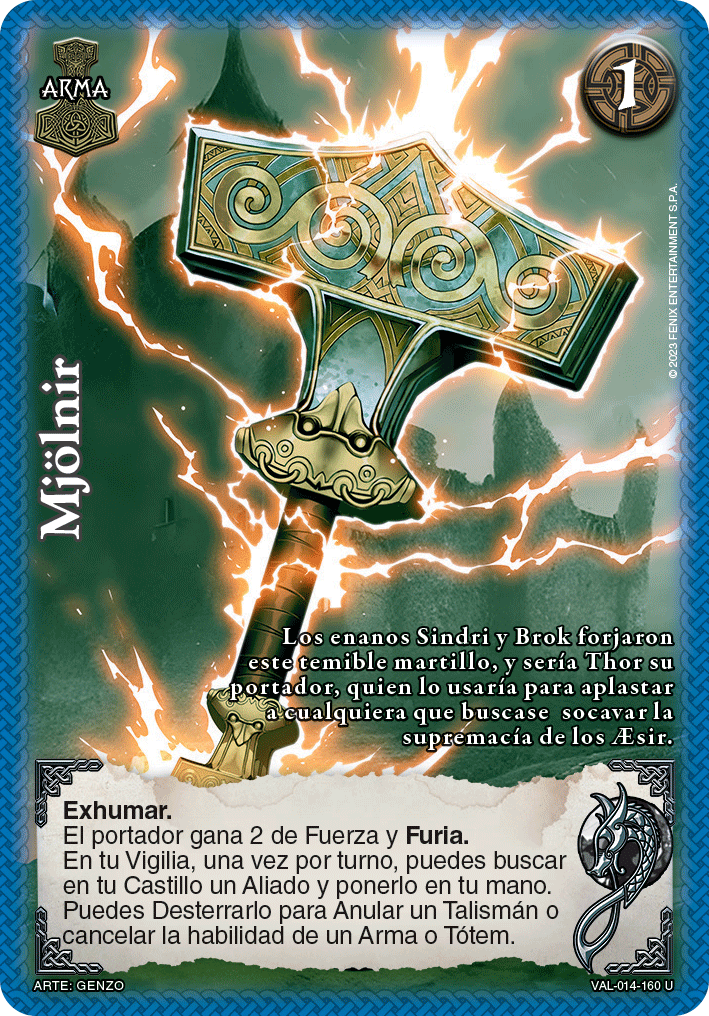 ARMA
1
© 2023 FENIX ENTERTAINMENT S.P.A.
Mjölnir
Los enanos Sindri y Brok forjaron
este temible martillo, y sería Thor su
portador, quien lo usaría para aplastar
a cualquiera que buscase socavar la
supremacía de los Æsir.
Exhumar.
El portador gana 2 de Fuerza y Furia.
En tu Vigilia, una vez por turno, puedes buscar
en tu Castillo un Aliado y ponerlo en tu mano.
Puedes Desterrarlo para Anular un Talismán o
cancelar la habilidad de un Arma o Tótem.
ARTE: GENZO
VAL-014-160 U